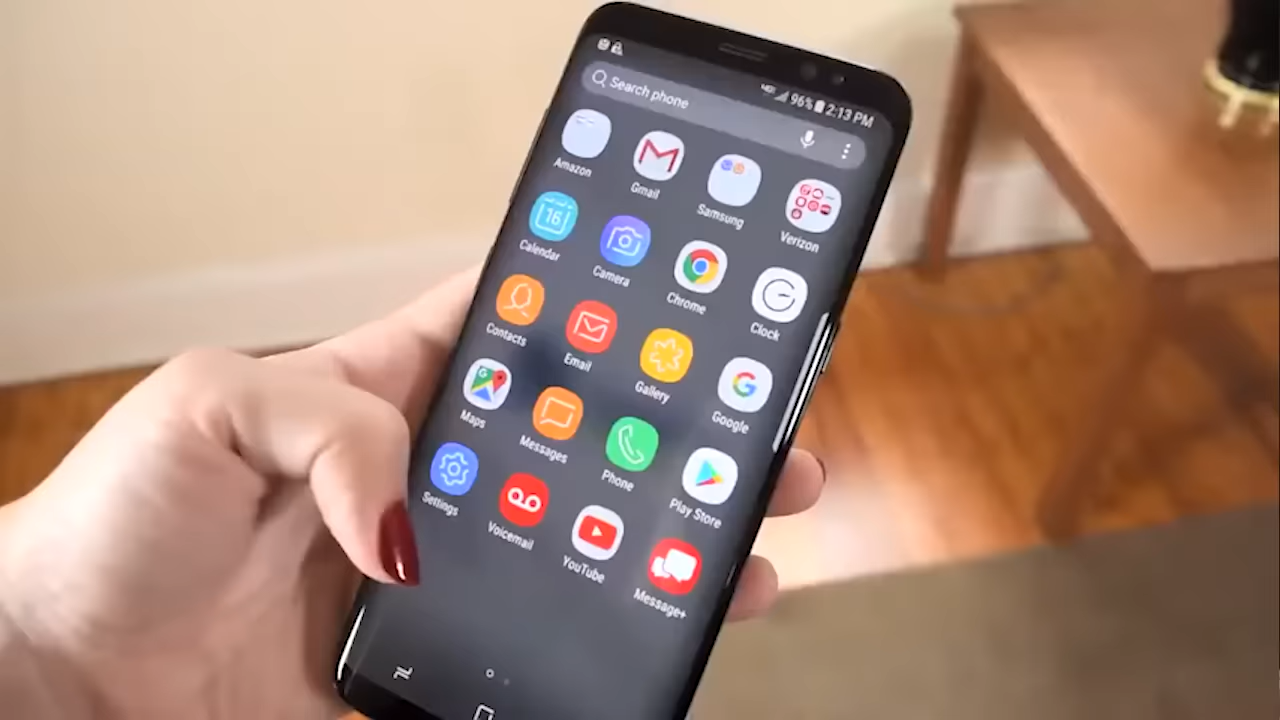 96% 2:13 PM
Search phone
Amazon Gmail Samsung Verizon
16
Calendar Camera Chrome Clock
Contacts Email Gallery Google
Maps Messages Phone Play Store
Settings Voicemail YouTube Message+